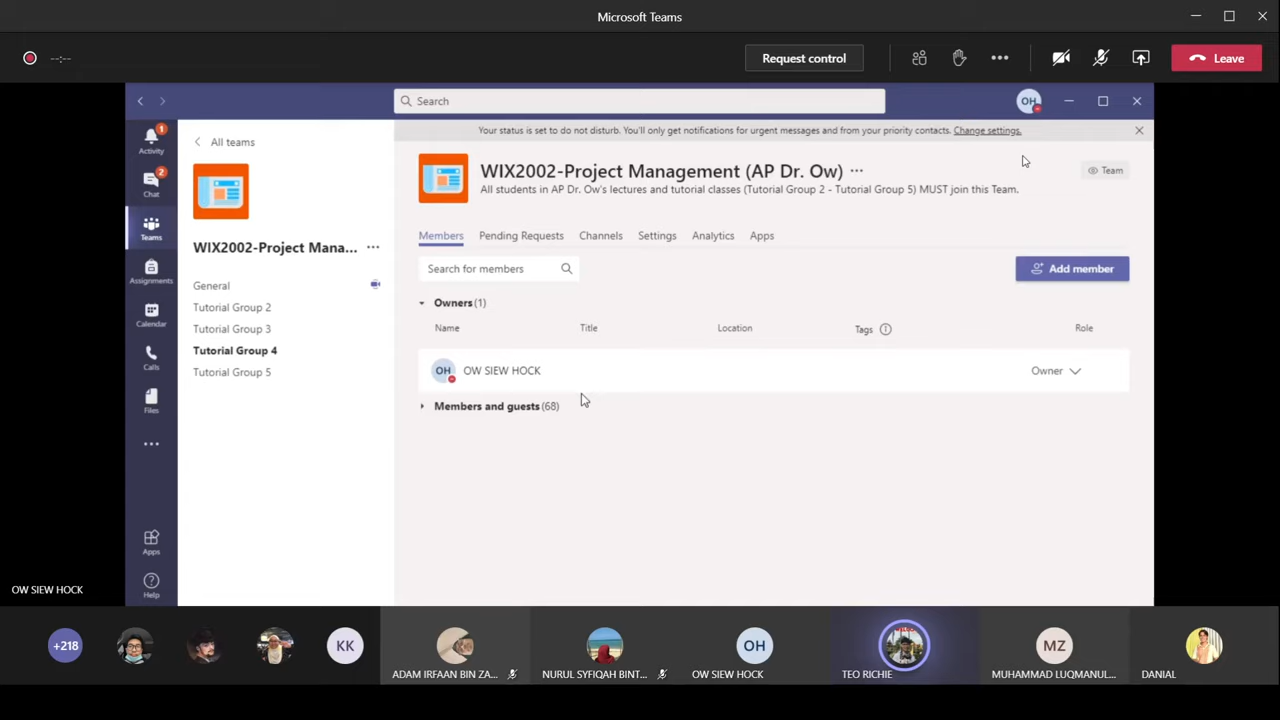 Microsoft Teams
--:--
Request control
Leave
Search
OH
Your status is set to do not disturb. You'll only get notifications for urgent messages and from your priority contacts. Change settings.
1
Activity
2
Chat
Teams
Assignments
Calendar
Calls
Files
Apps
Help
All teams
WIX2002-Project Mana...
General
Tutorial Group 2
Tutorial Group 3
Tutorial Group 4
Tutorial Group 5
WIX2002-Project Management (AP Dr. Ow)
Team
All students in AP Dr. Ow's lectures and tutorial classes (Tutorial Group 2 - Tutorial Group 5) MUST join this Team.
Members Pending Requests Channels Settings Analytics Apps
Search for members
Add member
Owners (1)
Name Title Location Tags Role
OH OW SIEW HOCK Owner
Members and guests (68)
OW SIEW HOCK
+218
KK
ADAM IRFAAN BIN ZA...
NURUL SYFIQAH BINT...
OH
OW SIEW HOCK
TEO RICHIE
MZ
MUHAMMAD LUQMANUL...
DANIAL